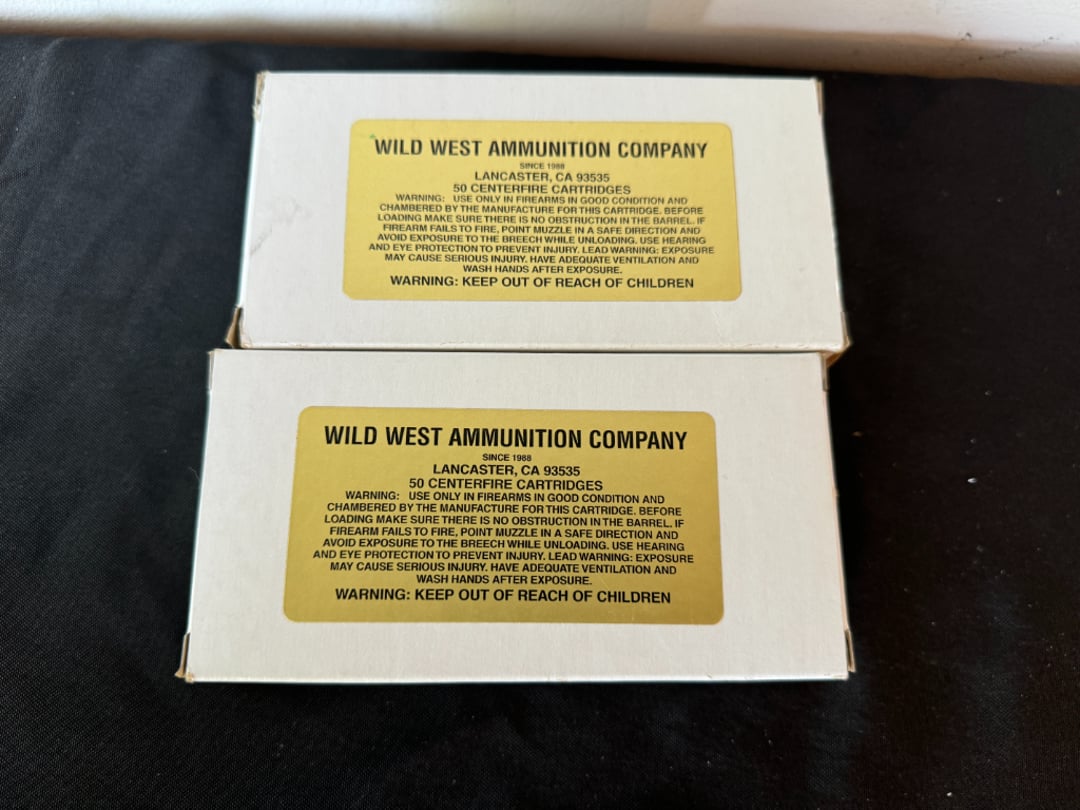 WILD WEST AMMUNITION COMPANY
SINCE 1988
LANCASTER, CA 93535
50 CENTERFIRE CARTRIDGES
WARNING: USE ONLY IN FIREARMS IN GOOD CONDITION AND
CHAMBERED BY THE MANUFACTURE FOR THIS CARTRIDGE. BEFORE
LOADING MAKE SURE THERE IS NO OBSTRUCTION IN THE BARREL. IF
FIREARM FAILS TO FIRE, POINT MUZZLE IN A SAFE DIRECTION AND
AVOID EXPOSURE TO THE BREECH WHILE UNLOADING. USE HEARING
AND EYE PROTECTION TO PREVENT INJURY. LEAD WARNING: EXPOSURE
MAY CAUSE SERIOUS INJURY. HAVE ADEQUATE VENTILATION AND
WASH HANDS AFTER EXPOSURE.
WARNING: KEEP OUT OF REACH OF CHILDREN
WILD WEST AMMUNITION COMPANY
SINCE 1988
LANCASTER, CA 93535
50 CENTERFIRE CARTRIDGES
WARNING: USE ONLY IN FIREARMS IN GOOD CONDITION AND
CHAMBERED BY THE MANUFACTURE FOR THIS CARTRIDGE. BEFORE
LOADING MAKE SURE THERE IS NO OBSTRUCTION IN THE BARREL. IF
FIREARM FAILS TO FIRE, POINT MUZZLE IN A SAFE DIRECTION AND
AVOID EXPOSURE TO THE BREECH WHILE UNLOADING. USE HEARING
AND EYE PROTECTION TO PREVENT INJURY. LEAD WARNING: EXPOSURE
MAY CAUSE SERIOUS INJURY. HAVE ADEQUATE VENTILATION AND
WASH HANDS AFTER EXPOSURE.
WARNING: KEEP OUT OF REACH OF CHILDREN